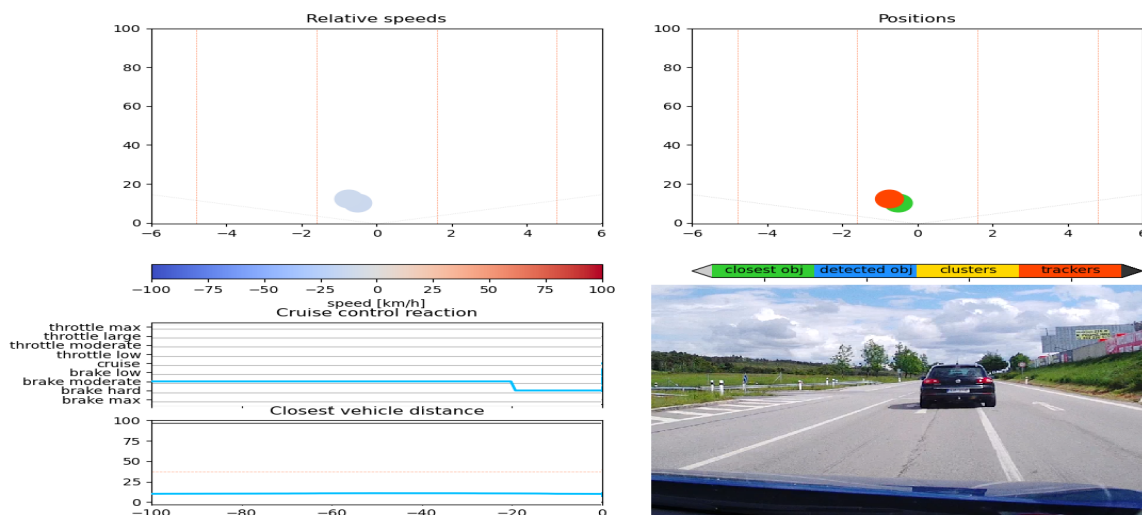 Relative speeds
100
80
60
40
20
0
−6 −4 −2 0 2 4 6
−100 −75 −50 −25 0 25 50 75 100
speed [km/h]
Positions
100
80
60
40
20
0
−6 −4 −2 0 2 4 6
closest obj detected obj clusters trackers
Cruise control reaction
throttle max
throttle large
throttle moderate
throttle low
cruise
brake low
brake moderate
brake hard
brake max
Closest vehicle distance
100
75
50
25
0
−100 −80 −60 −40 −20 0